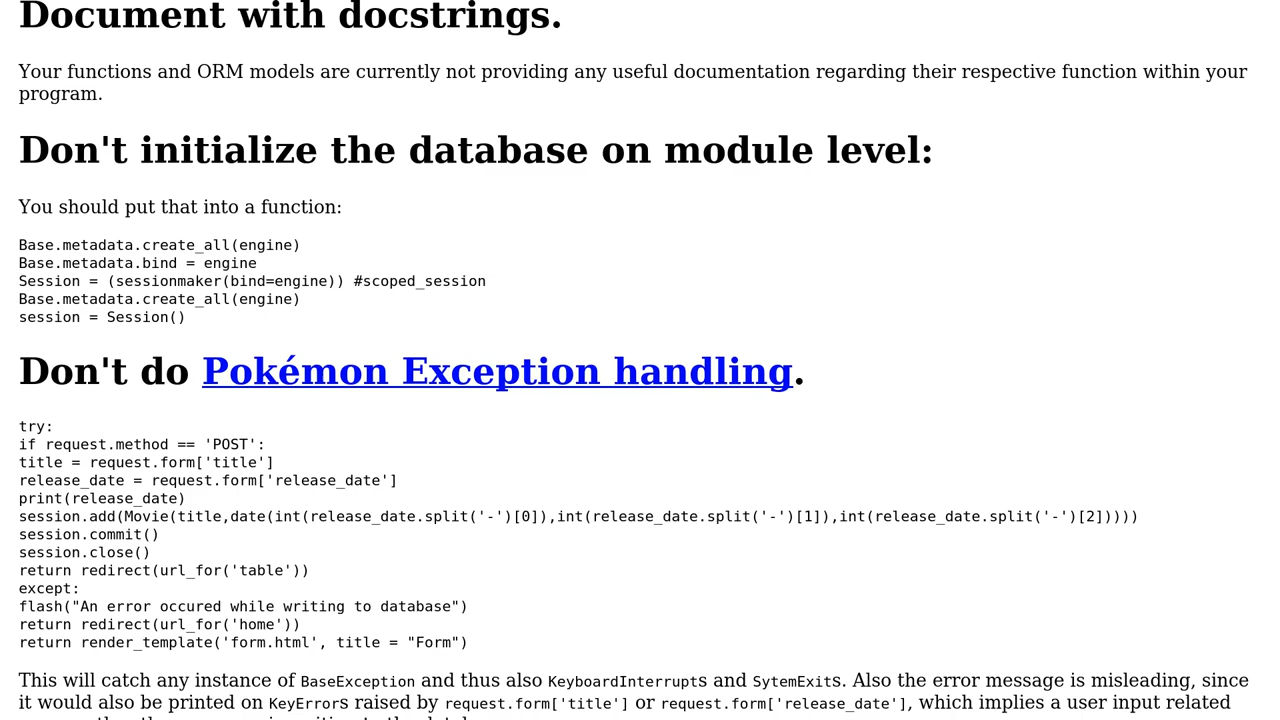 Document with docstrings.
Your functions and ORM models are currently not providing any useful documentation regarding their respective function within your
program.
Don't initialize the database on module level:
You should put that into a function:
Base.metadata.create_all(engine)
Base.metadata.bind = engine
Session = (sessionmaker(bind=engine)) #scoped_session
Base.metadata.create_all(engine)
session = Session()
Don't do Pokémon Exception handling.
try:
if request.method == 'POST':
title = request.form['title']
release_date = request.form['release_date']
print(release_date)
session.add(Movie(title,date(int(release_date.split('-')[0]),int(release_date.split('-')[1]),int(release_date.split('-')[2]))))
session.commit()
session.close()
return redirect(url_for('table'))
except:
flash("An error occured while writing to database")
return redirect(url_for('home'))
return render_template('form.html', title = "Form")
This will catch any instance of BaseException and thus also KeyboardInterrupts and SytemExits. Also the error message is misleading, since
it would also be printed on KeyErrors raised by request.form['title'] or request.form['release_date'], which implies a user input related